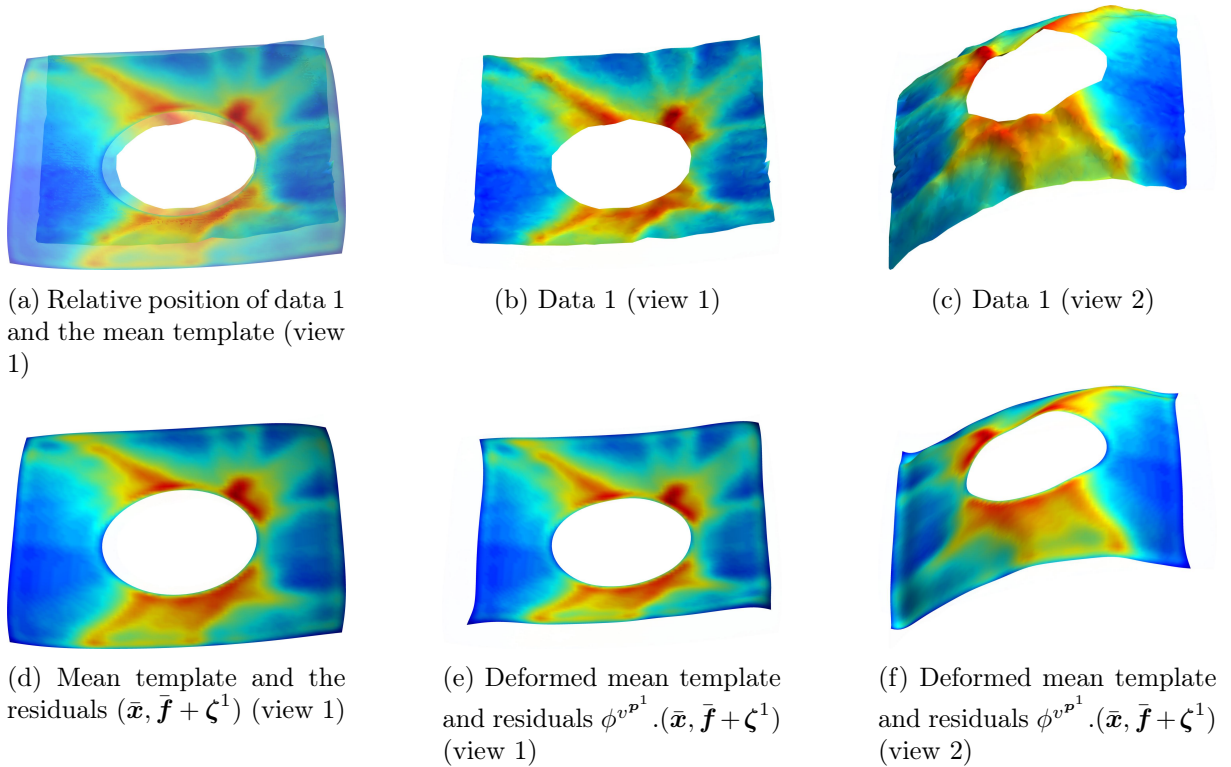 (a) Relative position of data 1
and the mean template (view
1)
(b) Data 1 (view 1)
(c) Data 1 (view 2)
(d) Mean template and the
residuals (x̄, f̄ + ζ¹) (view 1)
(e) Deformed mean template
and residuals ϕ^{v^{p^1}}.(x̄, f̄ + ζ¹)
(view 1)
(f) Deformed mean template
and residuals ϕ^{v^{p^1}}.(x̄, f̄ + ζ¹)
(view 2)